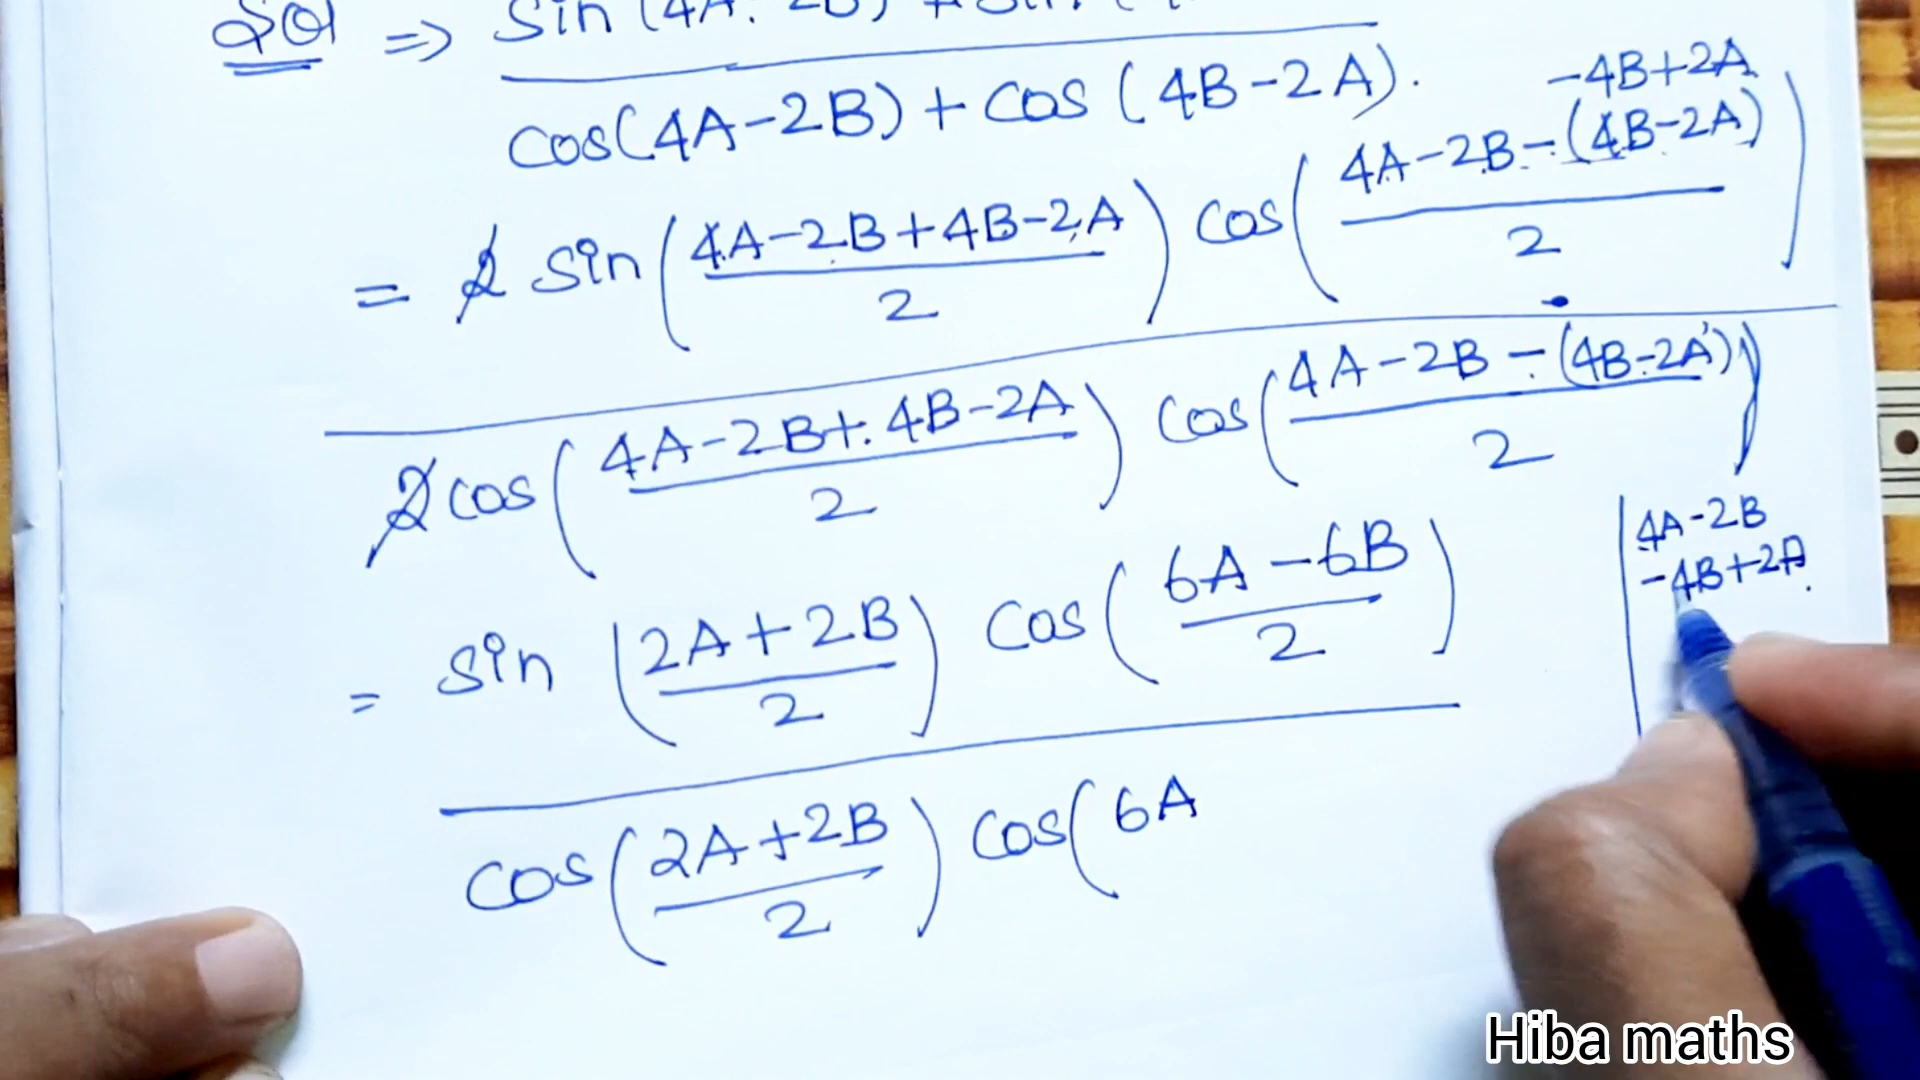 Sol => Sin (4A-2B) + Sin (4
cos(4A-2B) + cos (4B-2A).
-4B+2A
= 2 sin(4A-2B+4B-2A/2) cos(4A-2B-(4B-2A)/2)
2cos(4A-2B+4B-2A/2) cos(4A-2B-(4B-2A)/2)
4A-2B
-4B+2A
= sin (2A+2B/2) cos(6A-6B/2)
cos(2A+2B/2) cos(6A
Hiba maths